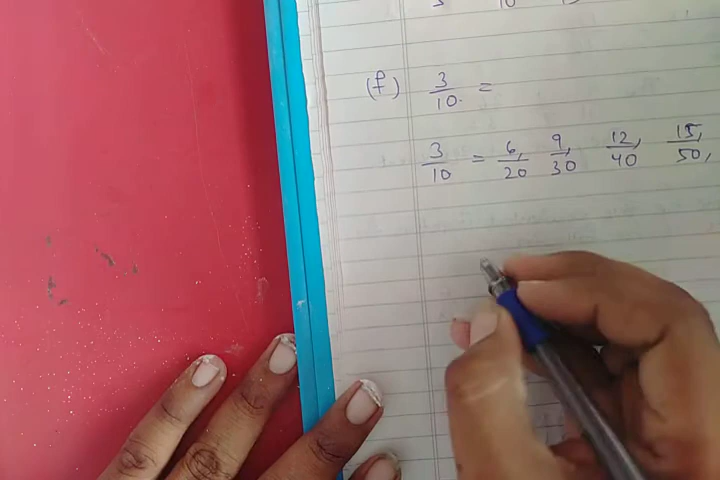 (f) 3/10 =
3/10 = 6/20, 9/30, 12/40, 15/50,